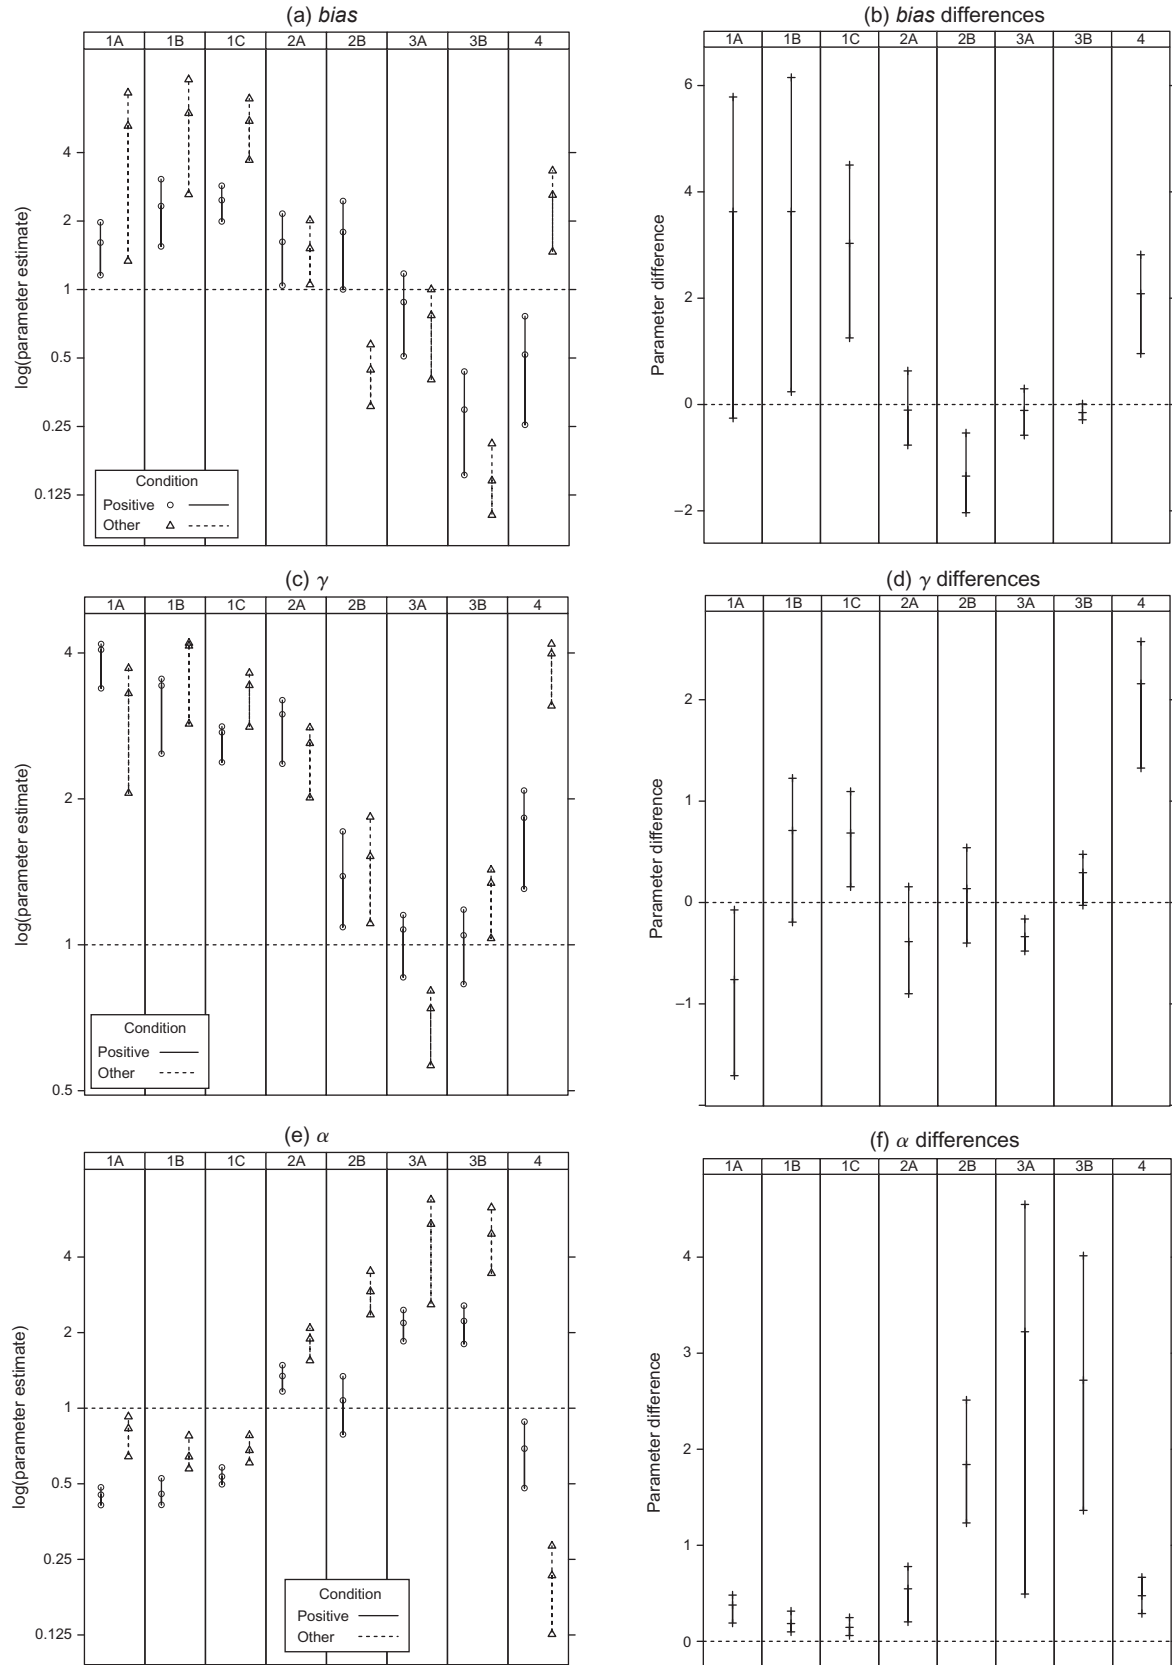 (a) bias
1A 1B 1C 2A 2B 3A 3B 4
log(parameter estimate)
4
2
1
0.5
0.25
0.125
Condition
Positive
Other
(b) bias differences
1A 1B 1C 2A 2B 3A 3B 4
Parameter difference
6
4
2
0
−2
(c) γ
1A 1B 1C 2A 2B 3A 3B 4
log(parameter estimate)
4
2
1
0.5
Condition
Positive
Other
(d) γ differences
1A 1B 1C 2A 2B 3A 3B 4
Parameter difference
2
1
0
−1
(e) α
1A 1B 1C 2A 2B 3A 3B 4
log(parameter estimate)
4
2
1
0.5
0.25
0.125
Condition
Positive
Other
(f) α differences
1A 1B 1C 2A 2B 3A 3B 4
Parameter difference
4
3
2
1
0